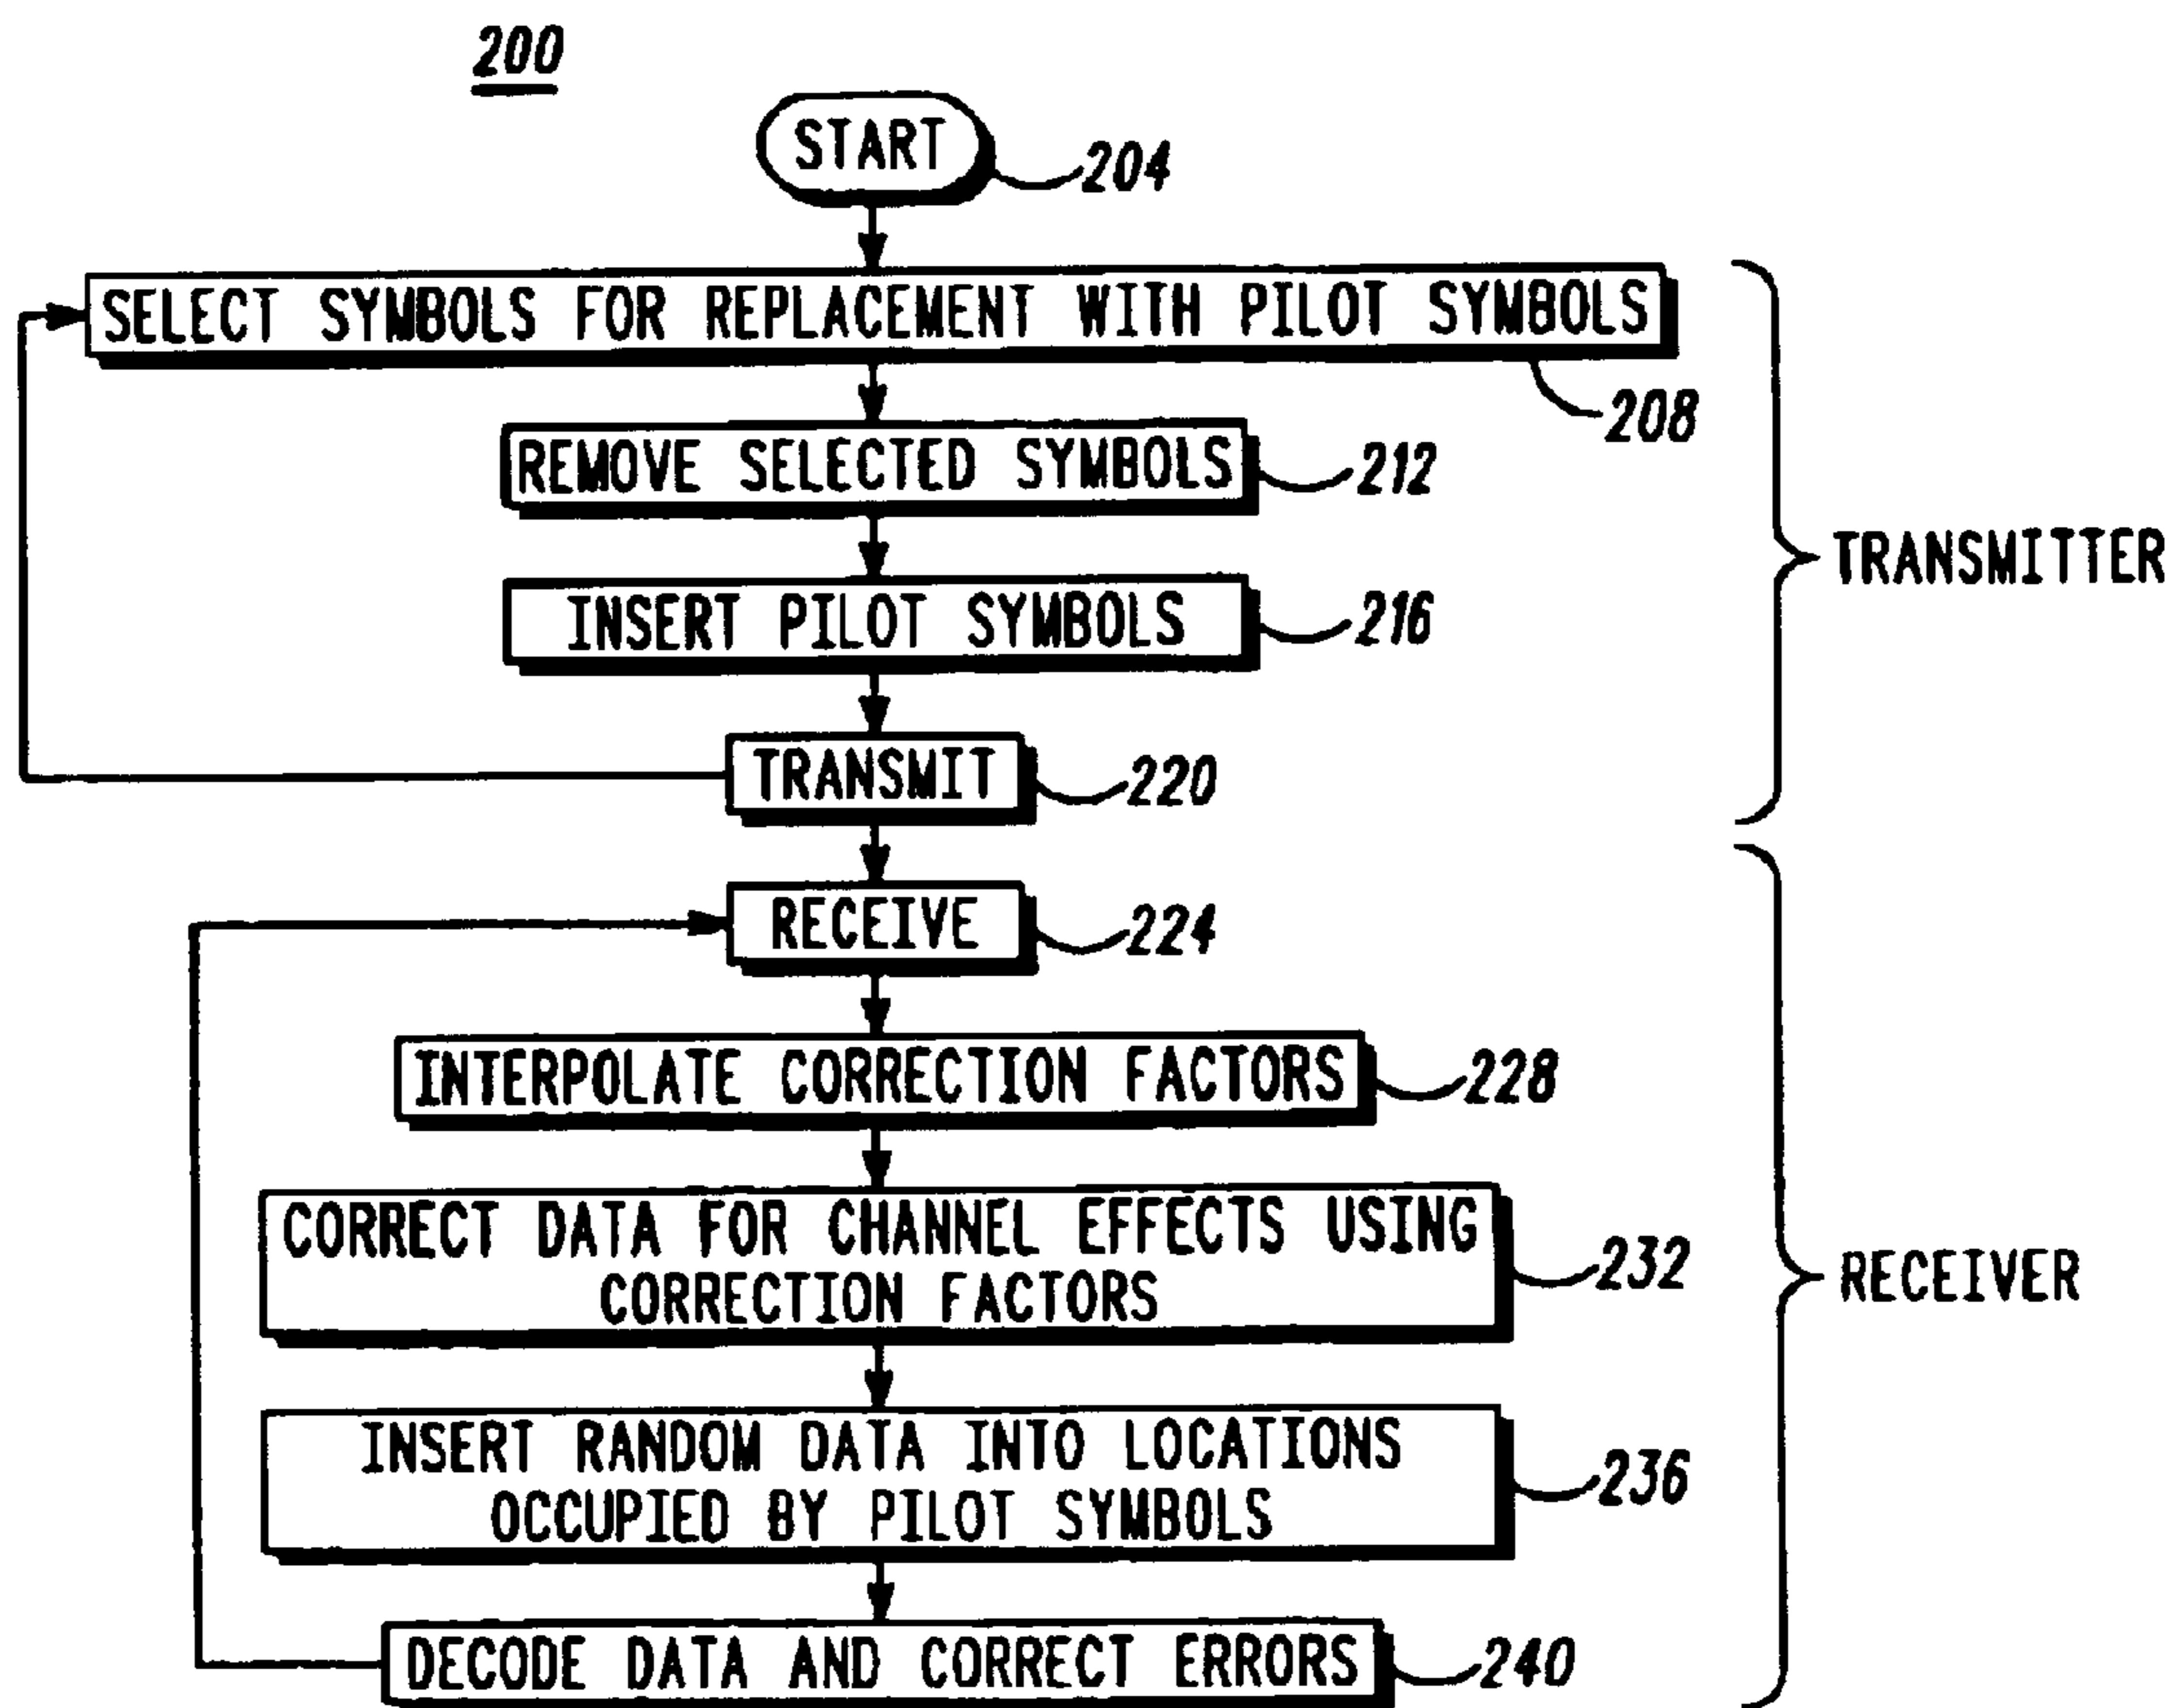 200
START
204
SELECT SYMBOLS FOR REPLACEMENT WITH PILOT SYMBOLS
208
REMOVE SELECTED SYMBOLS
212
INSERT PILOT SYMBOLS
216
TRANSMITTER
TRANSMIT
220
RECEIVE
224
INTERPOLATE CORRECTION FACTORS
228
CORRECT DATA FOR CHANNEL EFFECTS USING
CORRECTION FACTORS
232
RECEIVER
INSERT RANDOM DATA INTO LOCATIONS
OCCUPIED BY PILOT SYMBOLS
236
DECODE DATA AND CORRECT ERRORS
240